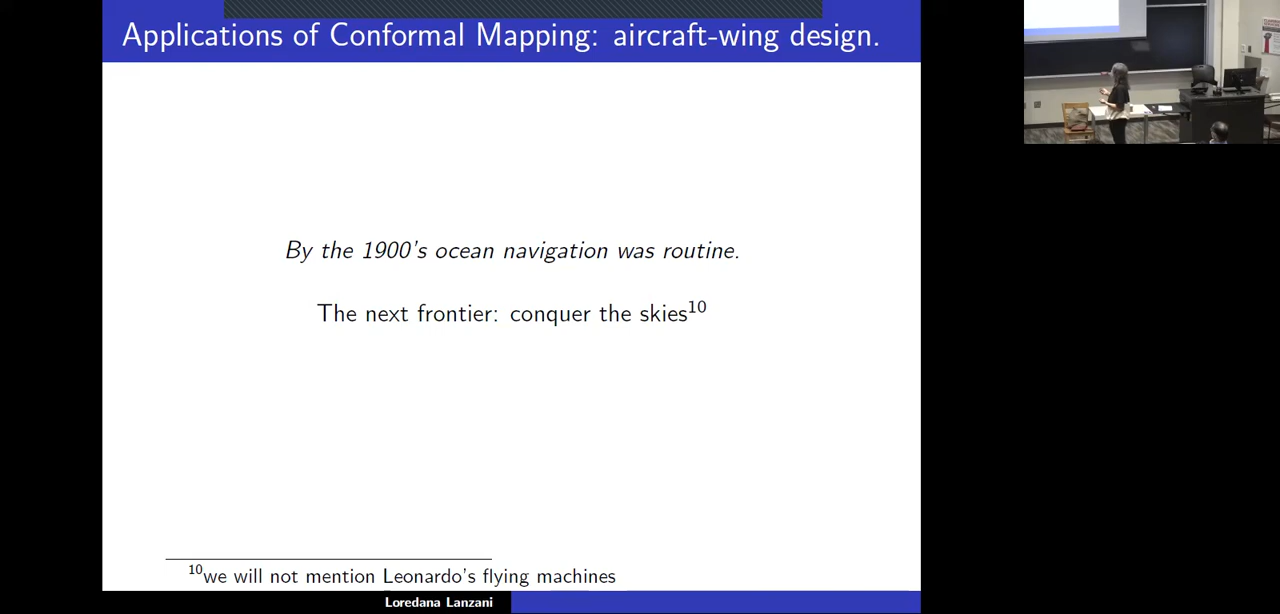 Applications of Conformal Mapping: aircraft-wing design.
By the 1900's ocean navigation was routine.
The next frontier: conquer the skies10
10we will not mention Leonardo's flying machines
Loredana Lanzani